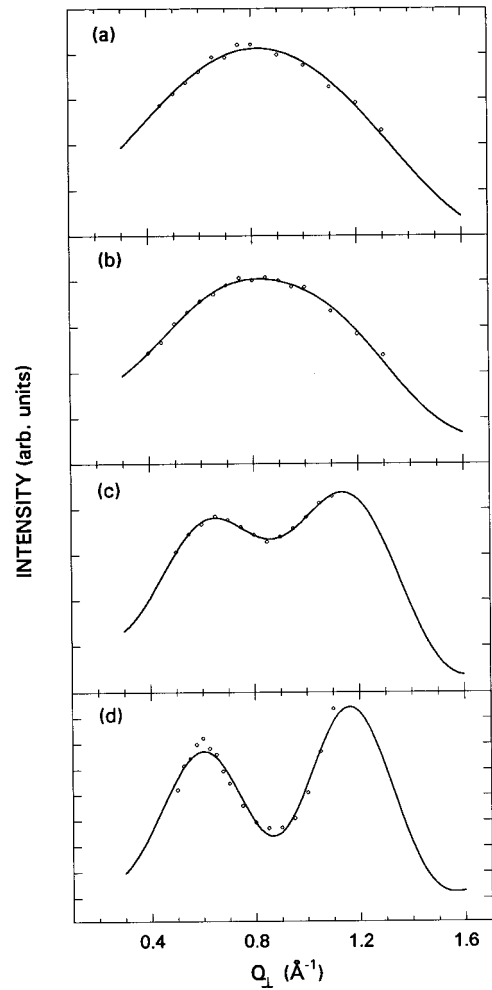 (a)
(b)
(c)
(d)
INTENSITY (arb. units)
0.4 0.8 1.2 1.6
Q⊥ (Å⁻¹)